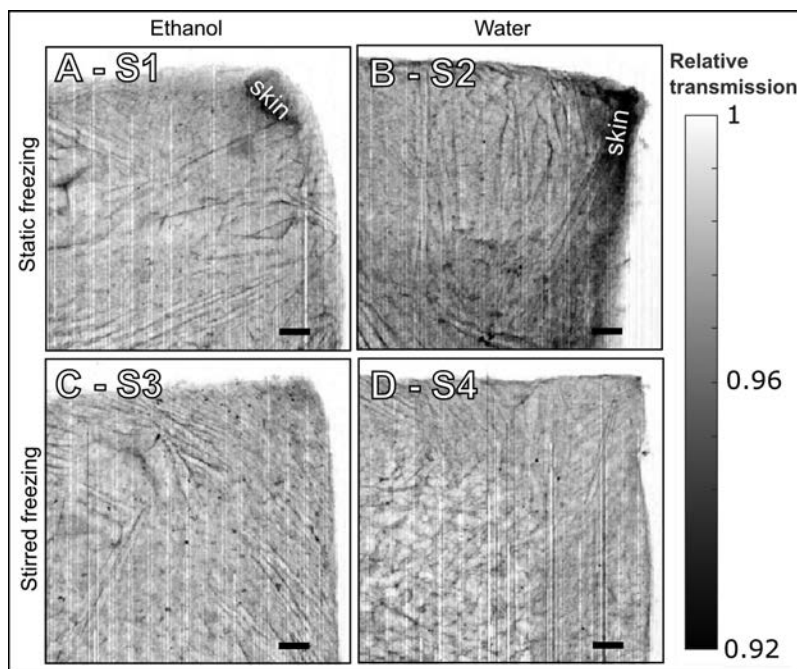 Ethanol
Water
Static freezing
A - S1
skin
B - S2
skin
Stirred freezing
C - S3
D - S4
Relative
transmission
1
0.96
0.92